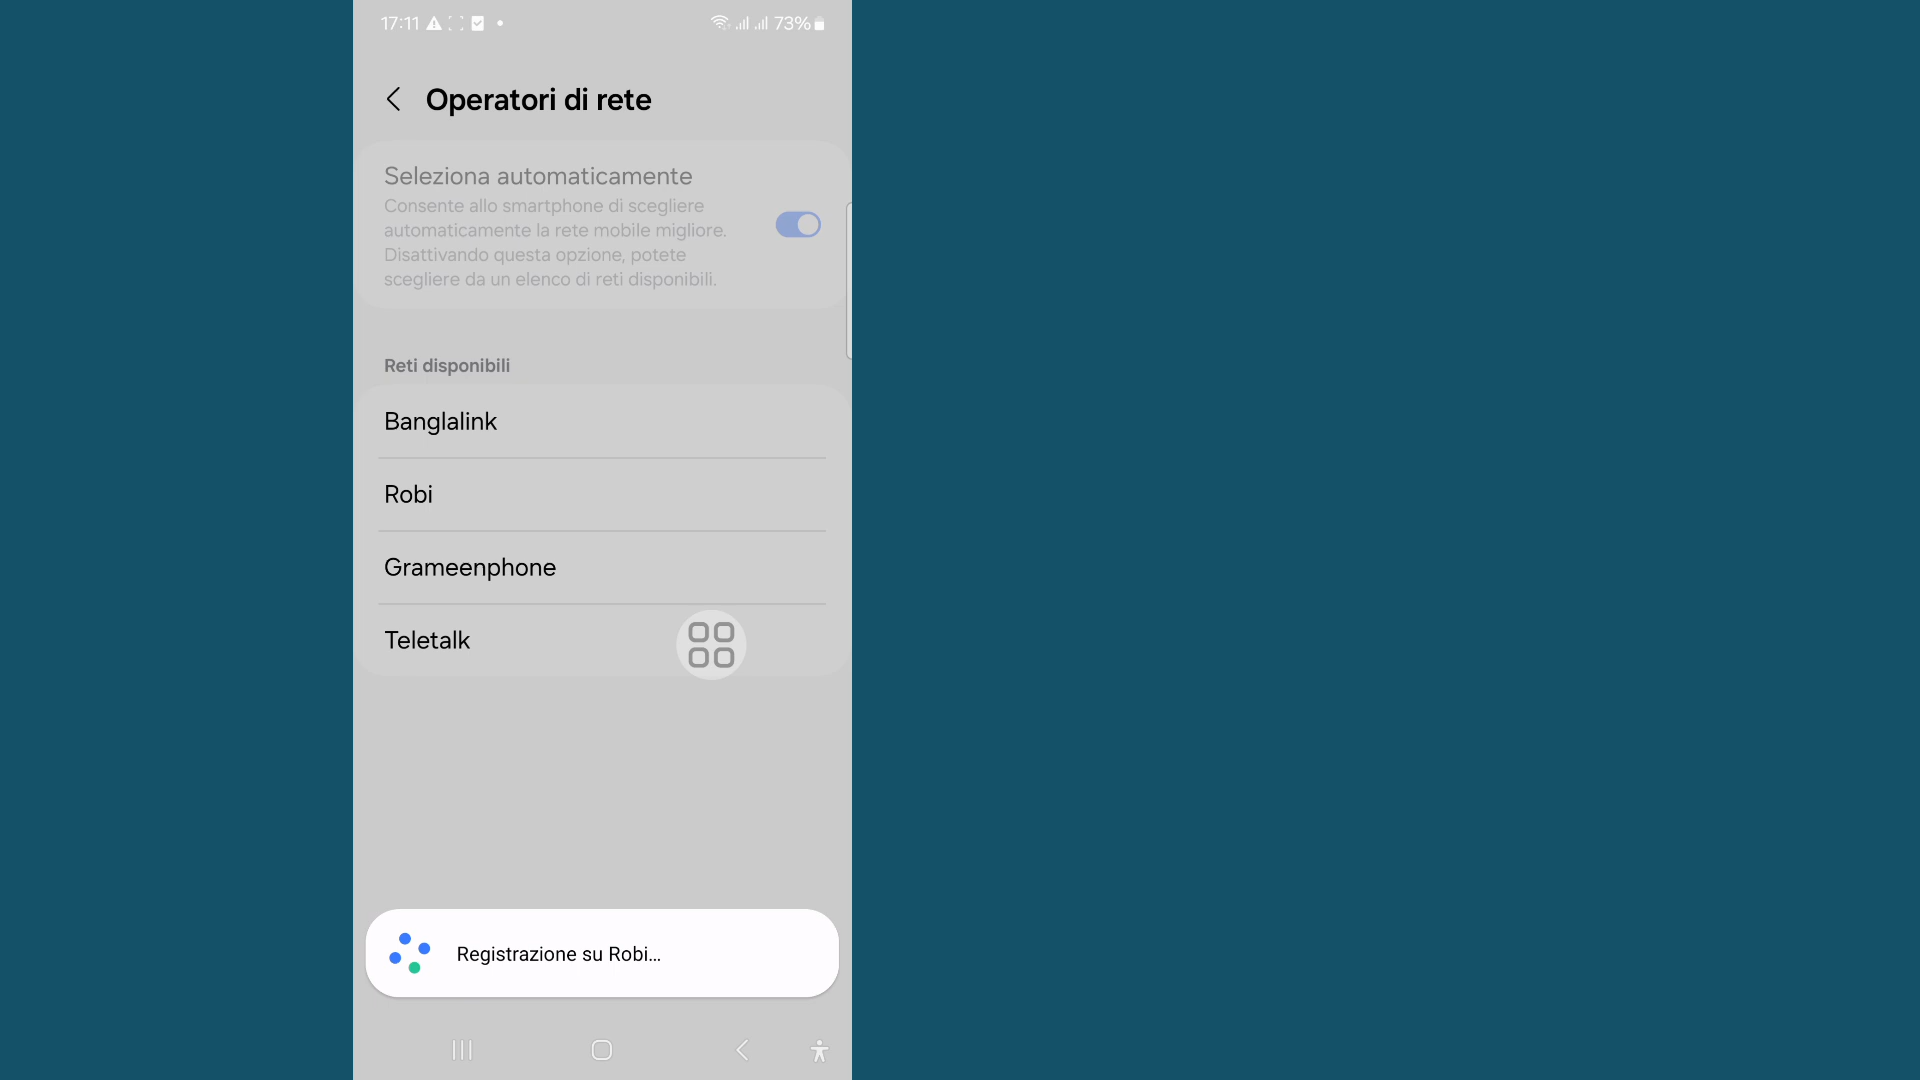 17:11
73%
Operatori di rete
Seleziona automaticamente
Consente allo smartphone di scegliere
automaticamente la rete mobile migliore.
Disattivando questa opzione, potete
scegliere da un elenco di reti disponibili.
Reti disponibili
Banglalink
Robi
Grameenphone
Teletalk
Registrazione su Robi...